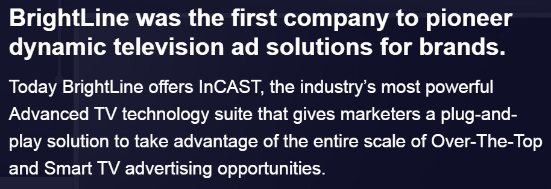 BrightLine was the first company to pioneer
dynamic television ad solutions for brands.
Today BrightLine offers InCAST, the industry's most powerful
Advanced TV technology suite that gives marketers a plug-and-
play solution to take advantage of the entire scale of Over-The-Top
and Smart TV advertising opportunities.